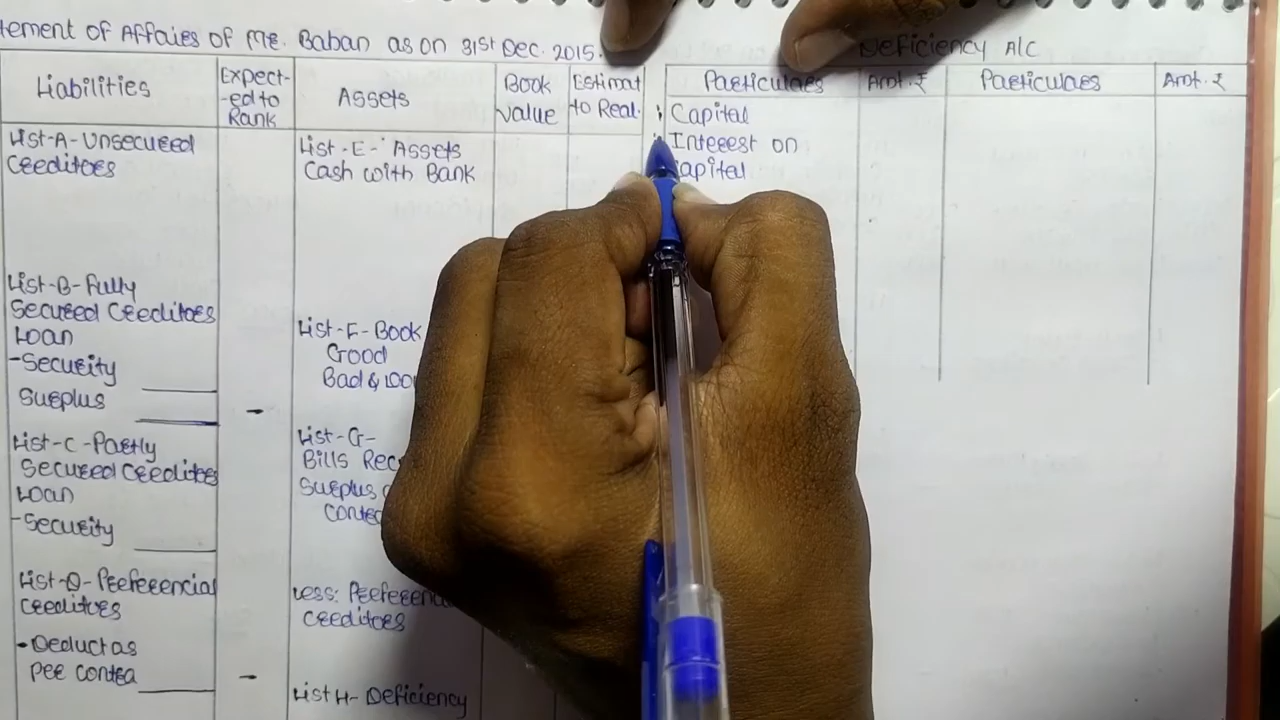 tement of Affairs of Mr. Baban as on 31st Dec. 2015.
Liabilities
Expect-
-ed to
Rank
Assets
Book
Value
Estimat
to Real.
List-A-Unsecured
Creditors
List-E- Assets
Cash with Bank
List-B-Fully
Secured Creditors
Loan
-Security
Surplus
-
List-F-Book
Good
Bad &
List-C-Partly
Secured Creditors
Loan
-Security
List-G-
Bills Rec
Surplus
Contra
List-D-Preferencial
Creditors
-Deduct as
per contra
-
Less: Preferen
Creditors
List H- Deficiency
Deficiency A/c
Particulars
Amt. ₹
Particulars
Amt. ₹
Capital
Interest on
capital